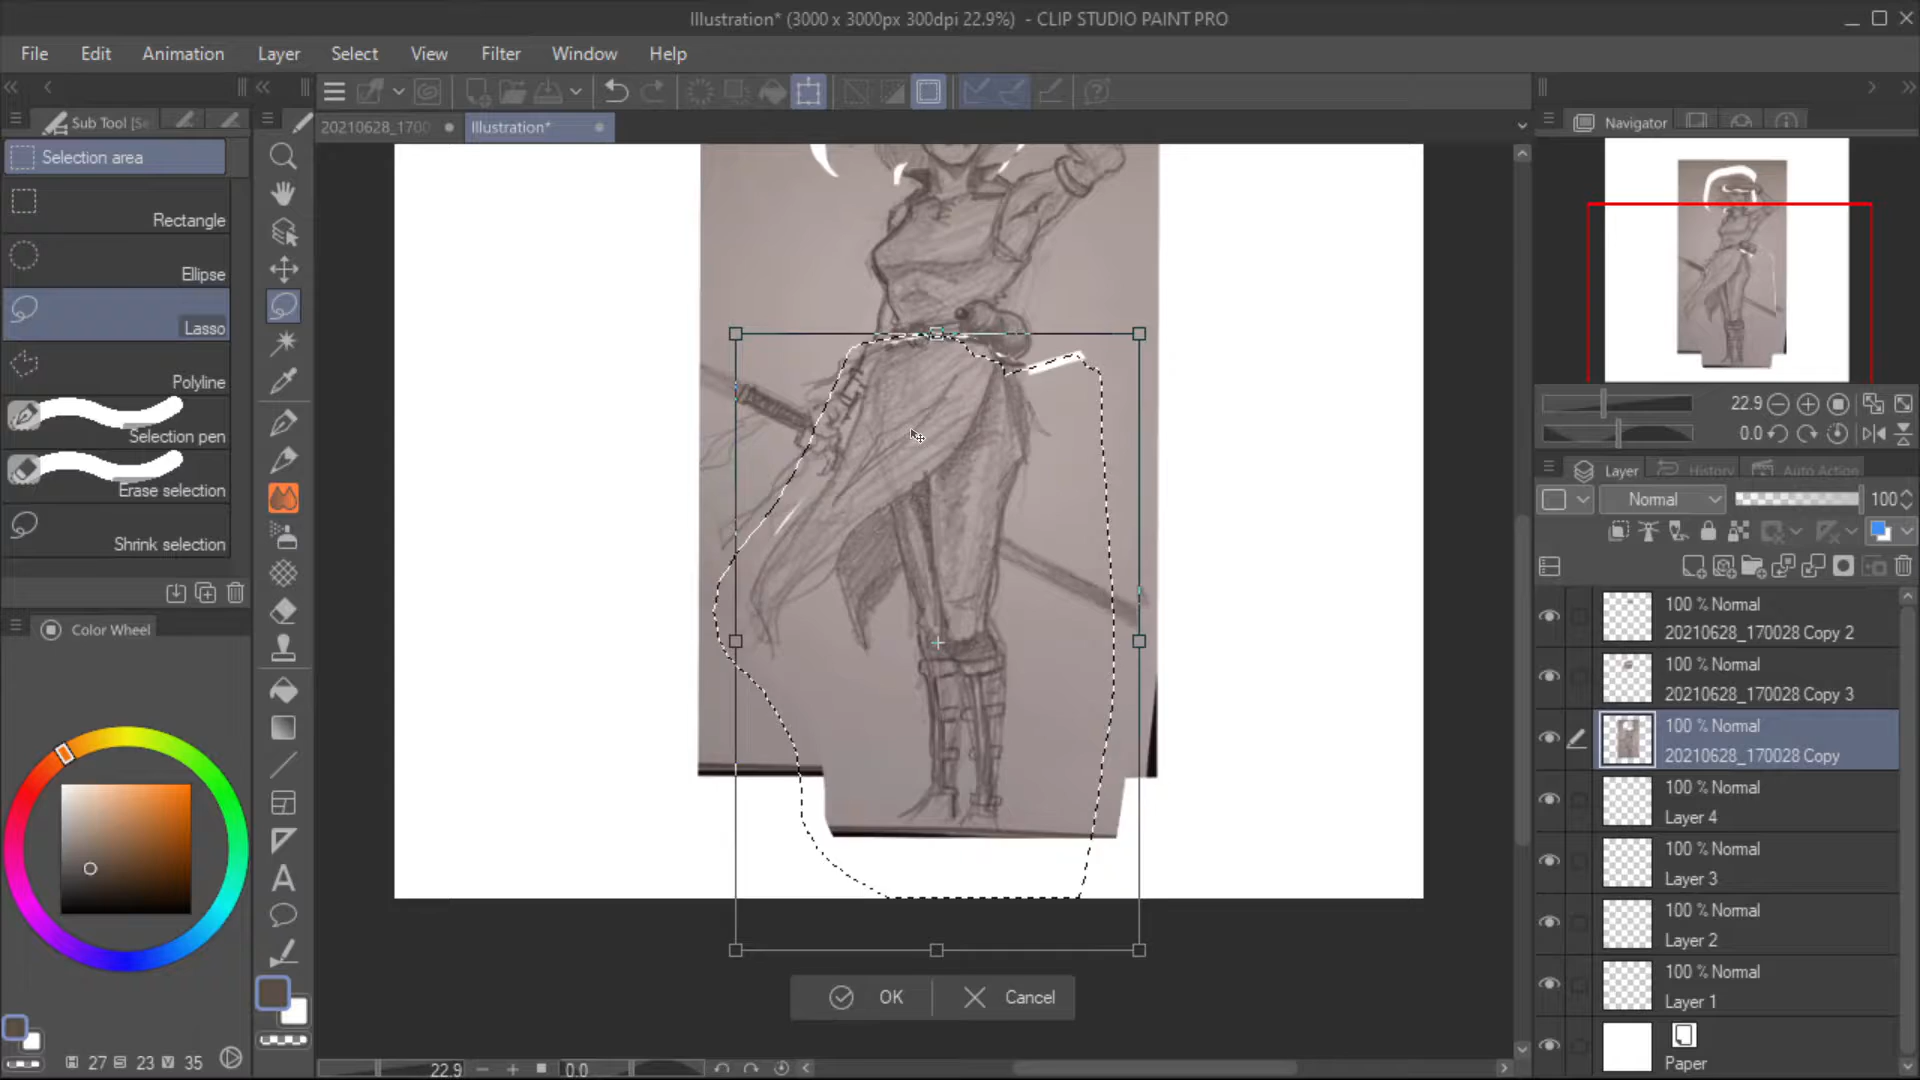 Illustration* (3000 x 3000px 300dpi 22.9%) - CLIP STUDIO PAINT PRO
File Edit Animation Layer Select View Filter Window Help
Sub Tool [Se
20210628_1700
Illustration*
Navigator
Selection area
Rectangle
Ellipse
Lasso
Polyline
Selection pen
Erase selection
Shrink selection
Color Wheel
H 27 S 23 V 35
OK
Cancel
22.9
0.0
22.9
0.0
Layer
History
Auto Action
Normal
100
100 % Normal
20210628_170028 Copy 2
100 % Normal
20210628_170028 Copy 3
100 % Normal
20210628_170028 Copy
100 % Normal
Layer 4
100 % Normal
Layer 3
100 % Normal
Layer 2
100 % Normal
Layer 1
Paper